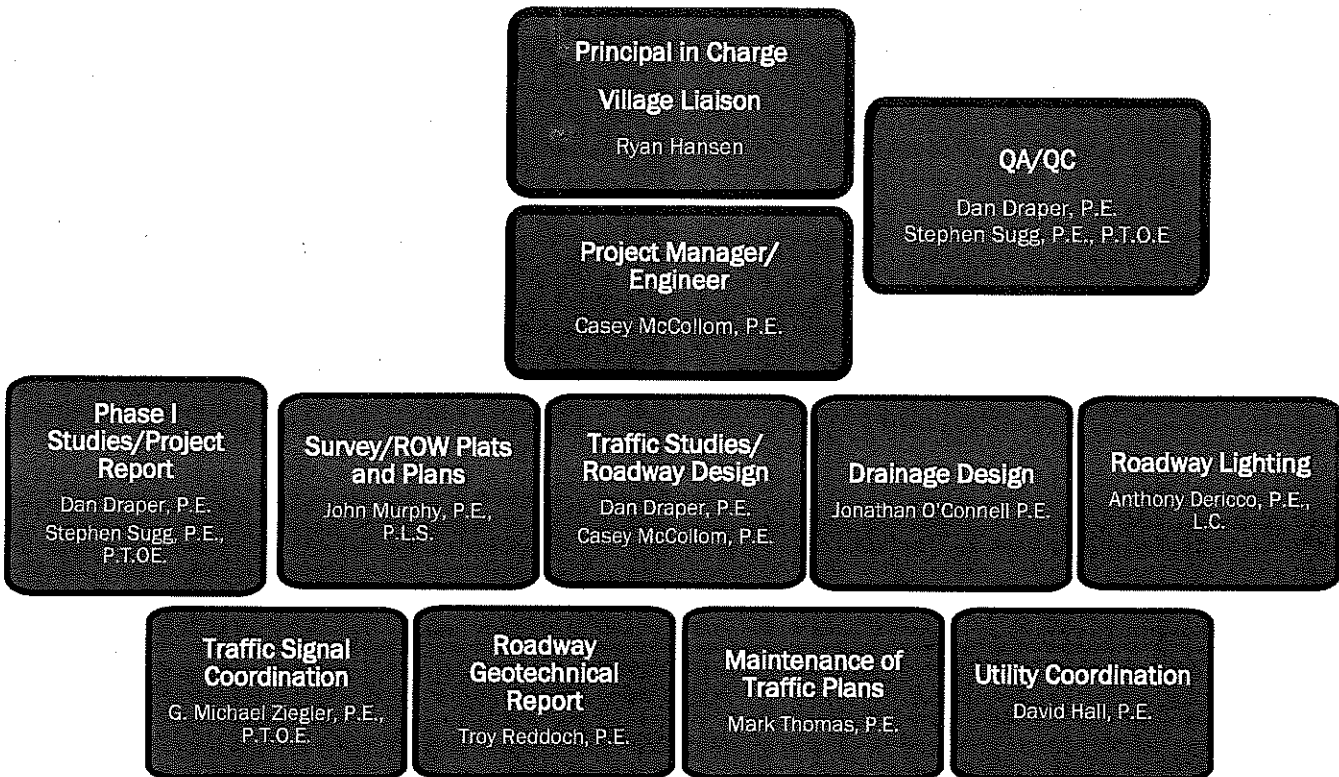 Principal in Charge
Village Liaison
Ryan Hansen
QA/QC
Dan Draper, P.E.
Stephen Sugg, P.E., P.T.O.E
Project Manager/
Engineer
Casey McCollom, P.E.
Phase I
Studies/Project
Report
Dan Draper, P.E.
Stephen Sugg, P.E.,
P.T.OE.
Survey/ROW Plats
and Plans
John Murphy, P.E.,
P.L.S.
Traffic Studies/
Roadway Design
Dan Draper, P.E.
Casey McCollom, P.E.
Drainage Design
Jonathan O'Connell P.E.
Roadway Lighting
Anthony Dericco, P.E.,
L.C.
Traffic Signal
Coordination
G. Michael Ziegler, P.E.,
P.T.O.E.
Roadway
Geotechnical
Report
Troy Reddoch, P.E.
Maintenance of
Traffic Plans
Mark Thomas, P.E.
Utility Coordination
David Hall, P.E.